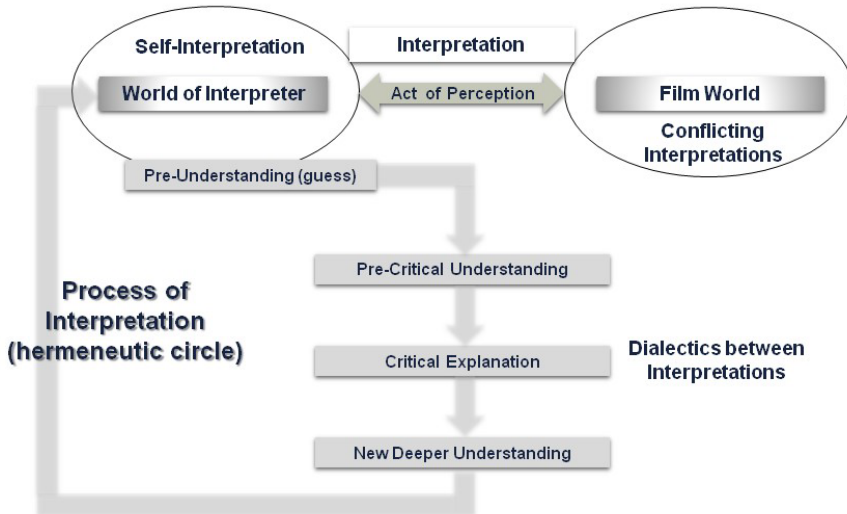 Self-Interpretation
Interpretation
World of Interpreter
Act of Perception
Film World
Conflicting
Interpretations
Pre-Understanding (guess)
Pre-Critical Understanding
Process of
Interpretation
(hermeneutic circle)
Critical Explanation
Dialectics between
Interpretations
New Deeper Understanding